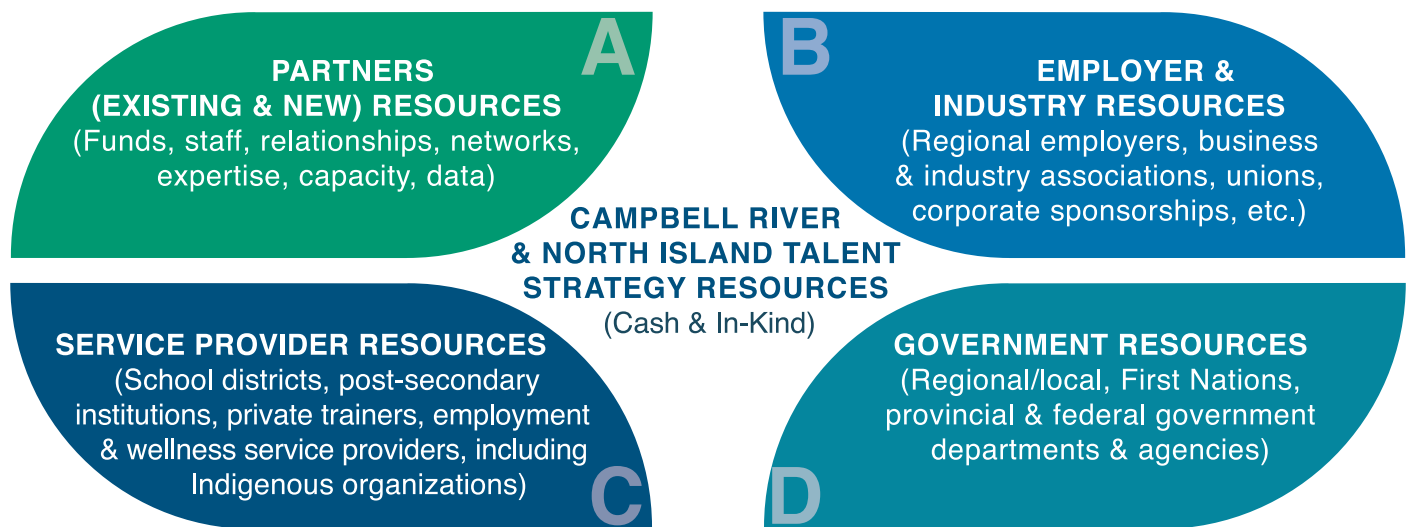 A
PARTNERS
(EXISTING & NEW) RESOURCES
(Funds, staff, relationships, networks,
expertise, capacity, data)
B
EMPLOYER &
INDUSTRY RESOURCES
(Regional employers, business
& industry associations, unions,
corporate sponsorships, etc.)
CAMPBELL RIVER
& NORTH ISLAND TALENT
STRATEGY RESOURCES
(Cash & In-Kind)
SERVICE PROVIDER RESOURCES
(School districts, post-secondary
institutions, private trainers, employment
& wellness service providers, including
Indigenous organizations)
C
GOVERNMENT RESOURCES
(Regional/local, First Nations,
provincial & federal government
departments & agencies)
D